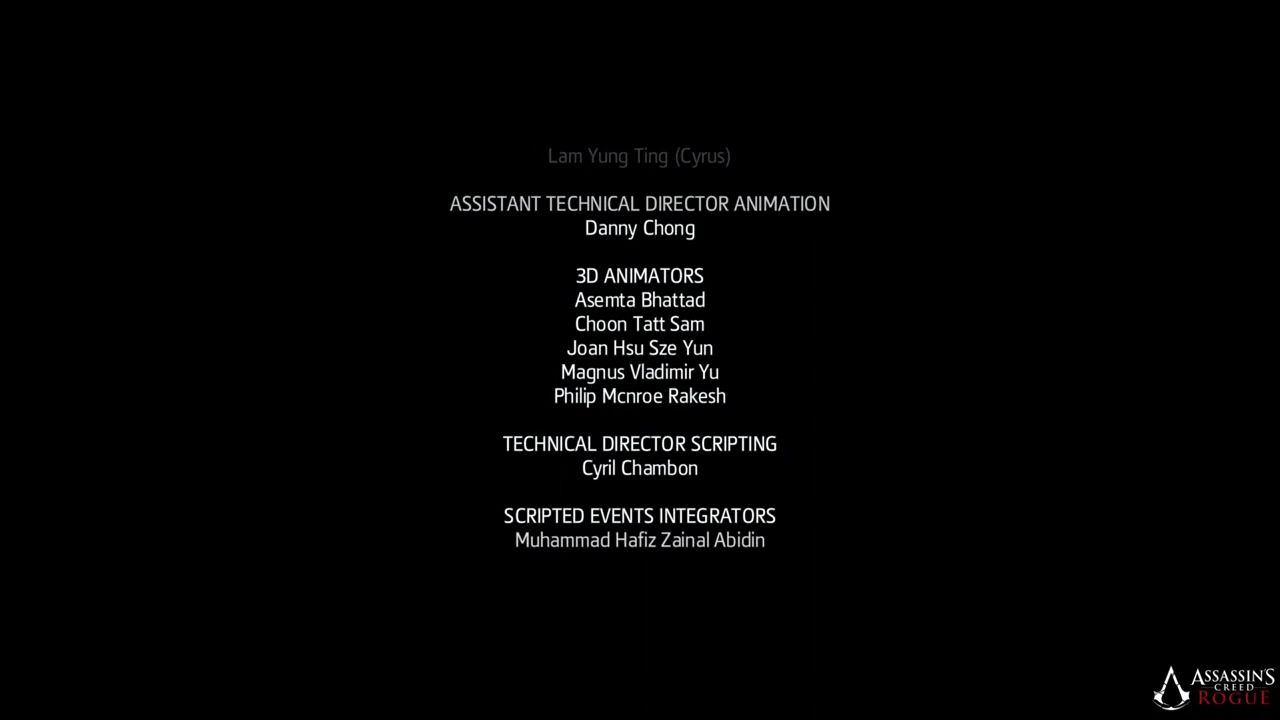 Lam Yung Ting (Cyrus)
ASSISTANT TECHNICAL DIRECTOR ANIMATION
Danny Chong
3D ANIMATORS
Asemta Bhattad
Choon Tatt Sam
Joan Hsu Sze Yun
Magnus Vladimir Yu
Philip Mcnroe Rakesh
TECHNICAL DIRECTOR SCRIPTING
Cyril Chambon
SCRIPTED EVENTS INTEGRATORS
Muhammad Hafiz Zainal Abidin
ASSASSIN'S
CREED
ROGUE